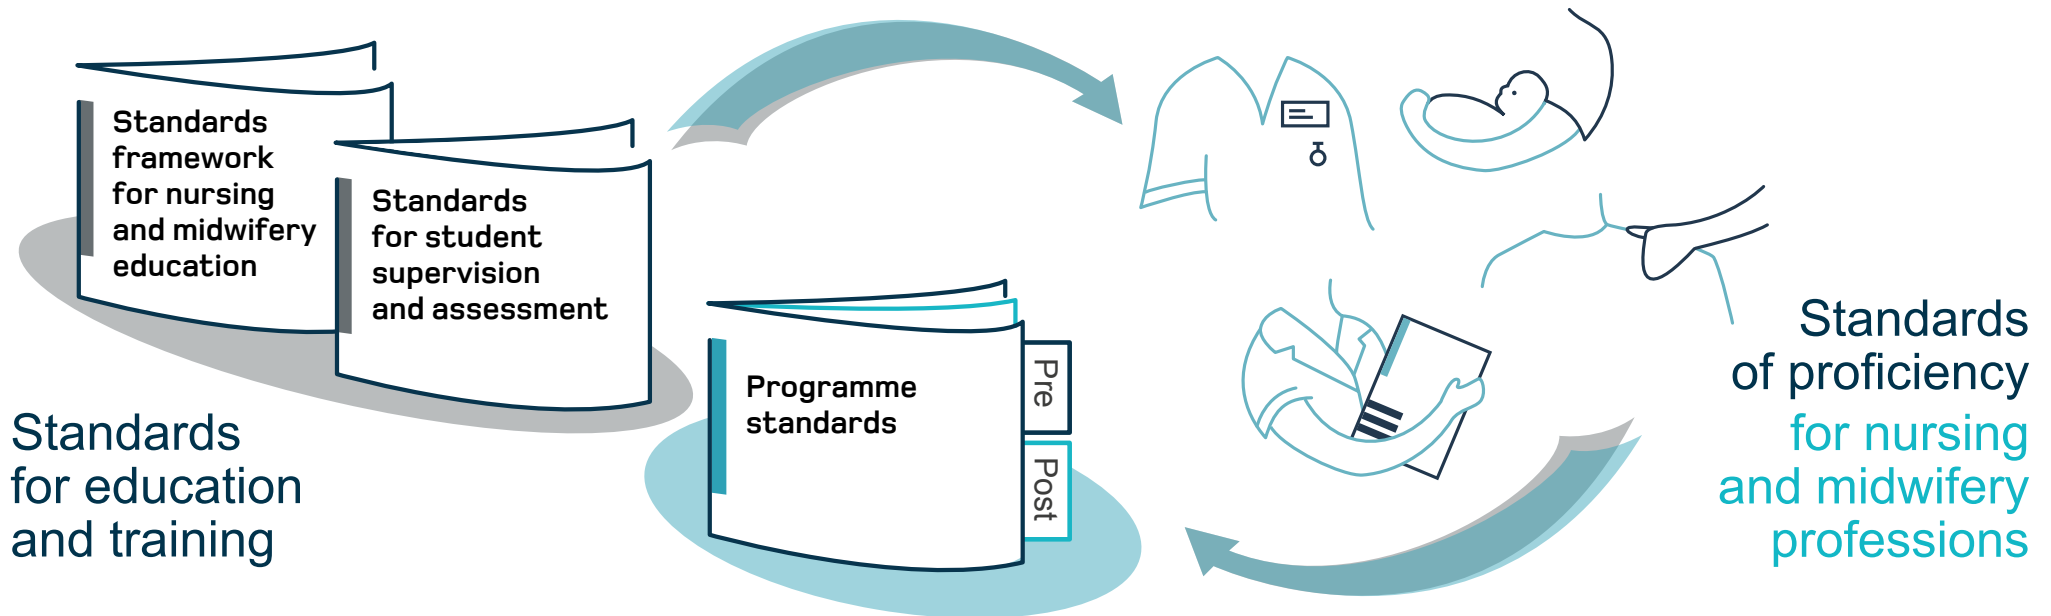 Standards
framework
for nursing
and midwifery
education
Standards
for student
supervision
and assessment
Programme
standards
Pre
Post
Standards
for education
and training
Standards
of proficiency
for nursing
and midwifery
professions